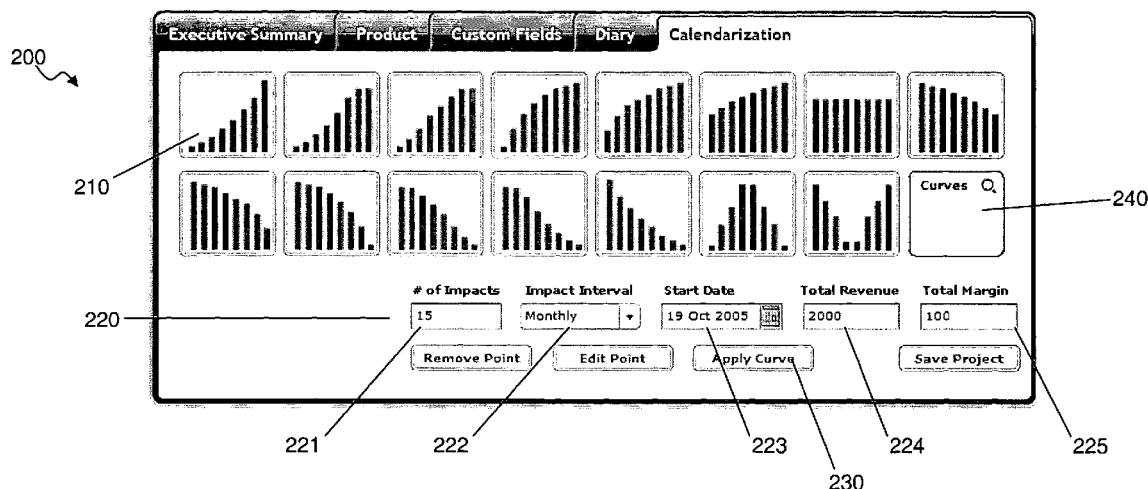 Executive Summary Product Custom Fields Diary Calendarization
200
210
Curves
240
# of Impacts Impact Interval Start Date Total Revenue Total Margin
220
15 Monthly 19 Oct 2005 2000 100
Remove Point Edit Point Apply Curve Save Project
221 222 223 224 225
230